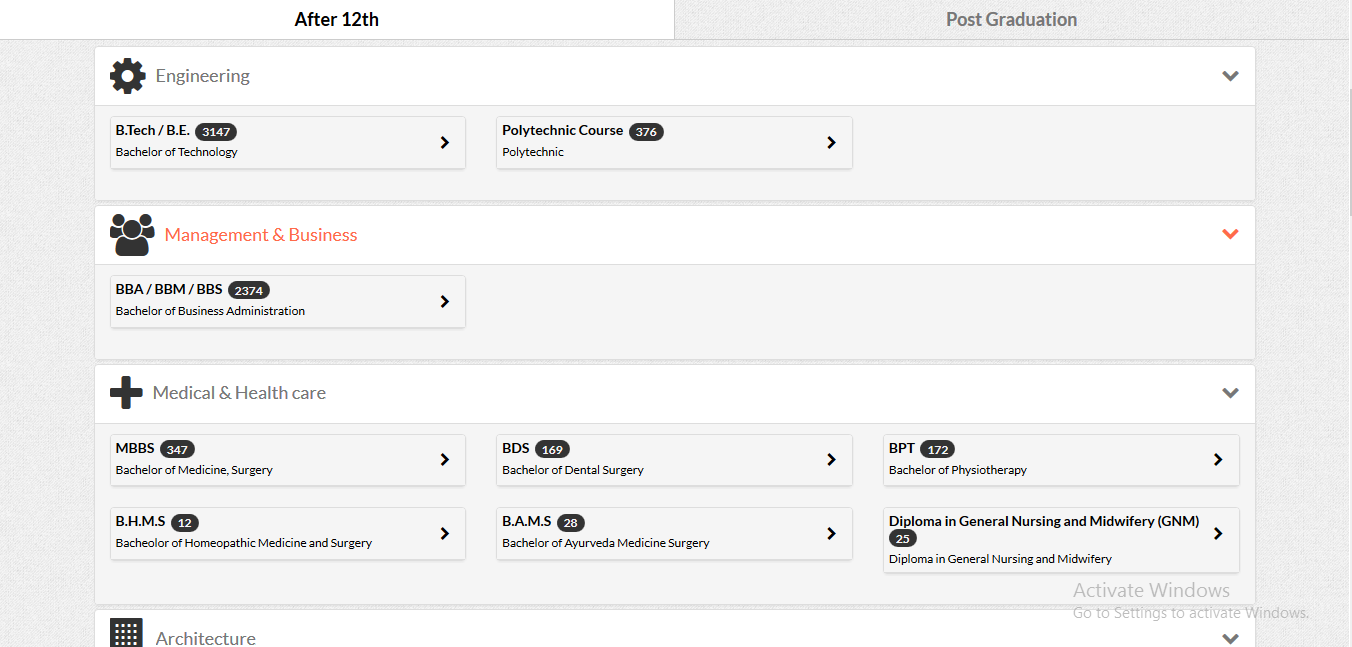 After 12th
Post Graduation
Engineering
B.Tech / B.E. 3147
Bachelor of Technology
Polytechnic Course 376
Polytechnic
Management & Business
BBA / BBM / BBS 2374
Bachelor of Business Administration
Medical & Health care
MBBS 347
Bachelor of Medicine, Surgery
BDS 169
Bachelor of Dental Surgery
BPT 172
Bachelor of Physiotherapy
B.H.M.S 12
Bacheolor of Homeopathic Medicine and Surgery
B.A.M.S 28
Bachelor of Ayurveda Medicine Surgery
Diploma in General Nursing and Midwifery (GNM)
25
Diploma in General Nursing and Midwifery
Activate Windows
Go to Settings to activate Windows.
Architecture